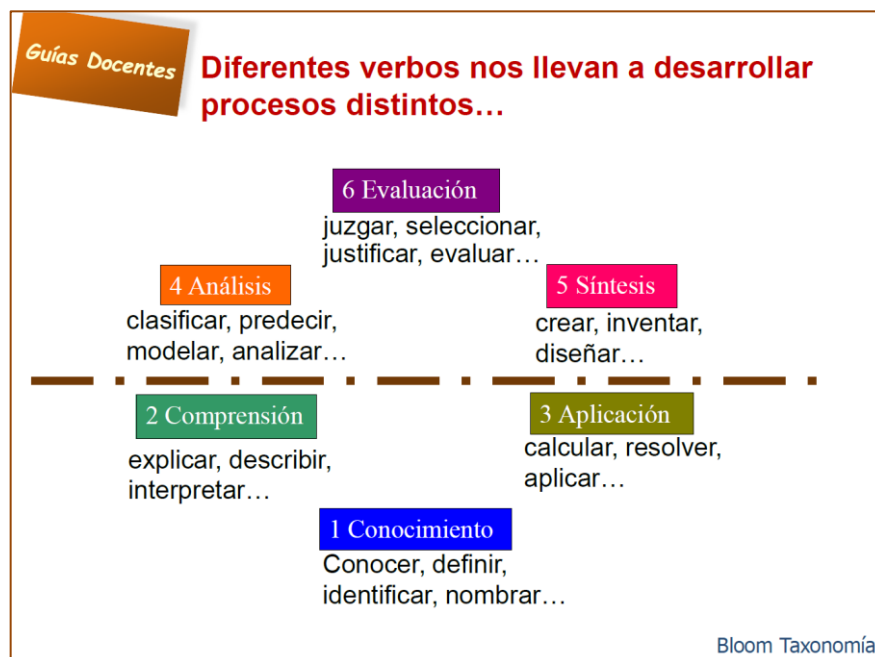 Guías Docentes
Diferentes verbos nos llevan a desarrollar
procesos distintos…
6 Evaluación
juzgar, seleccionar,
justificar, evaluar…
4 Análisis
clasificar, predecir,
modelar, analizar…
5 Síntesis
crear, inventar,
diseñar…
2 Comprensión
explicar, describir,
interpretar…
3 Aplicación
calcular, resolver,
aplicar…
1 Conocimiento
Conocer, definir,
identificar, nombrar…
Bloom Taxonomía